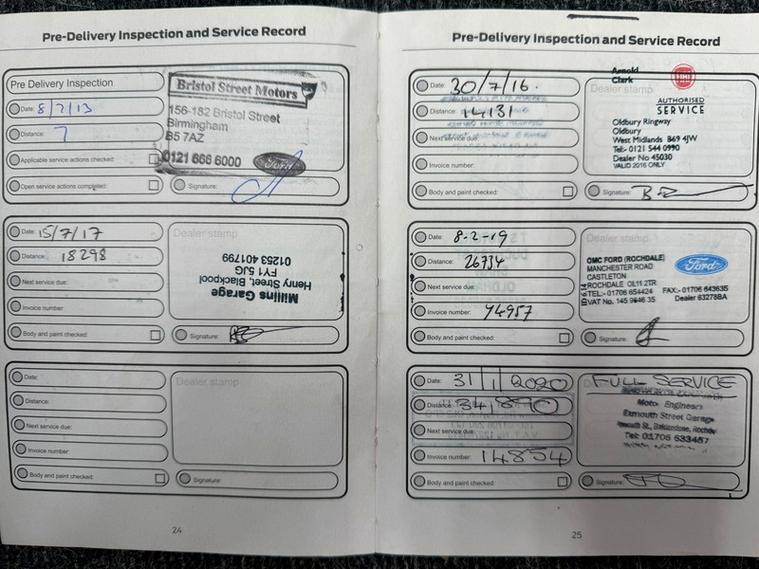 Pre-Delivery Inspection and Service Record
Pre Delivery Inspection
Date: 8/7/13
Distance: 7
Applicable service actions checked:
Open service actions completed:
Bristol Street Motors
156-182 Bristol Street
Birmingham
B5 7AZ
0121 666 6000
Ford
Signature:
Date: 15/7/17
Distance: 18298
Next service due:
Invoice number:
Body and paint checked:
Dealer stamp
Millins Garage
Henry Street, Blackpool
FY1 5JG
01253 401799
Signature:
Date:
Distance:
Next service due:
Invoice number:
Body and paint checked:
Dealer stamp
Signature:
24
Pre-Delivery Inspection and Service Record
Date: 30/7/16.
Distance: 14131
Next service due:
Invoice number:
Body and paint checked:
Arnold
Clark
Dealer stamp
AUTHORISED
SERVICE
Oldbury Ringway
Oldbury
West Midlands B69 4JW
Tel:- 0121 544 0990
Dealer No 45030
VALID 2016 ONLY
Signature:
Date: 8-2-19
Distance: 26734
Next service due:
Invoice number: 74957
Body and paint checked:
Dealer stamp
OMC FORD (ROCHDALE)
MANCHESTER ROAD
CASTLETON
ROCHDALE OL11 2TR
TEL:- 01706 654424 FAX:- 01706 643635
VAT No. 145 9646 35 Dealer 63278BA
Ford
Signature:
Date: 31/1/2020
Distance: 34/890
Next service due:
Invoice number: 14854
Body and paint checked:
FULL SERVICE
Moto Engineers
Exmouth Street Garage
Exmouth St., Balderstone, Rochdale
Tel: 01706 633457
Signature:
25